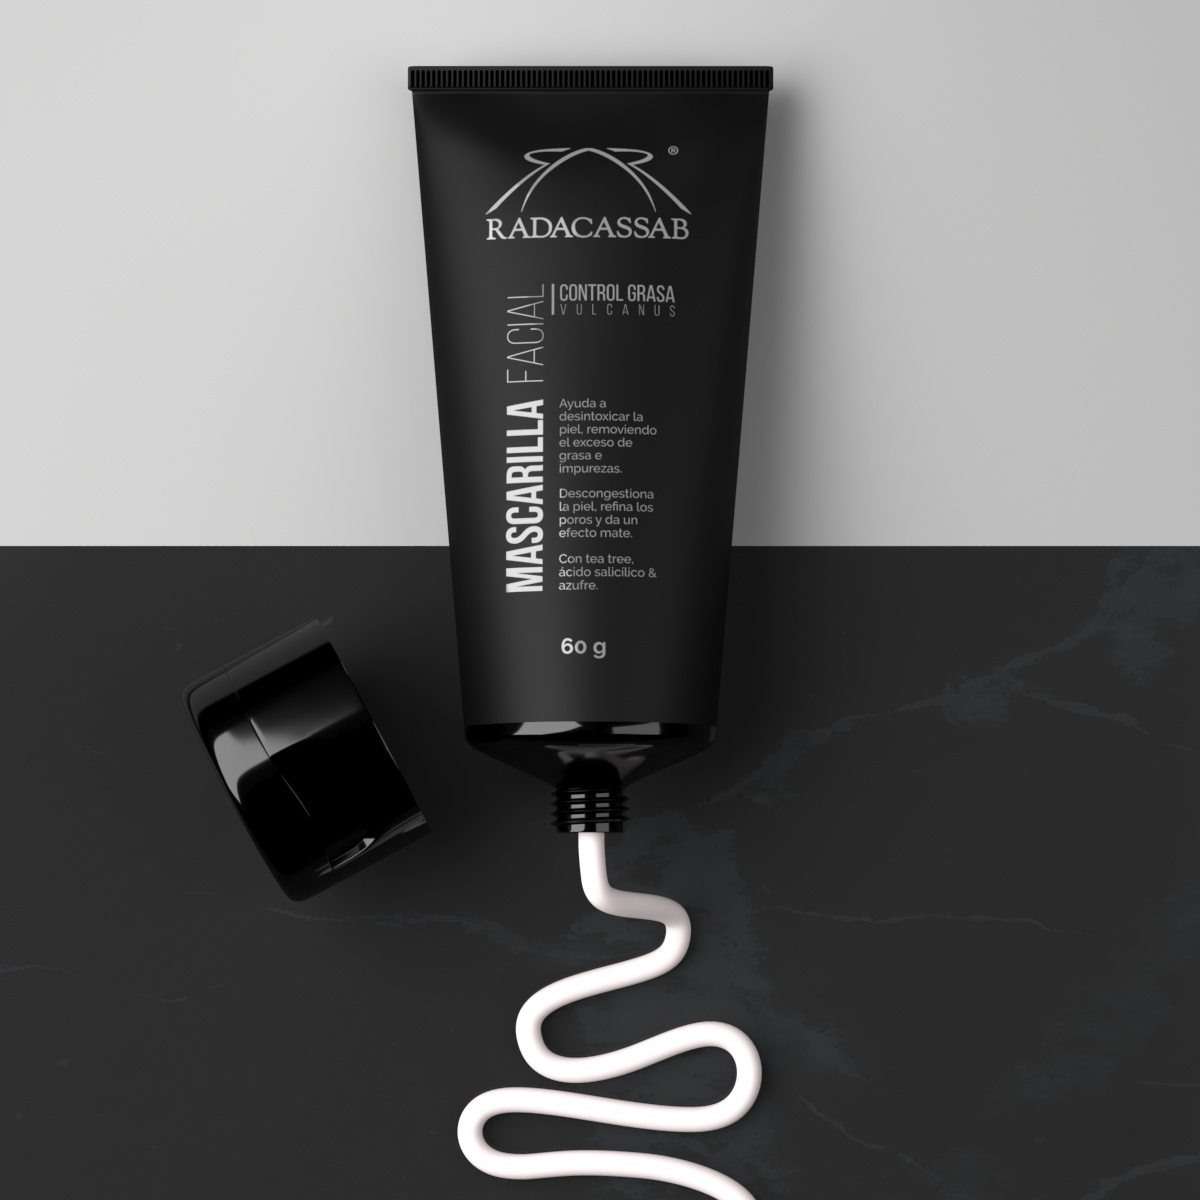 ®
RADACASSAB
CONTROL GRASA
VULCANUS
MASCARILLA FACIAL
Ayuda a
desintoxicar la
piel, removiendo
el exceso de
grasa e
impurezas.
Descongestiona
la piel, refina los
poros y da un
efecto mate.
Con tea tree,
ácido salicílico &
azufre.
60 g